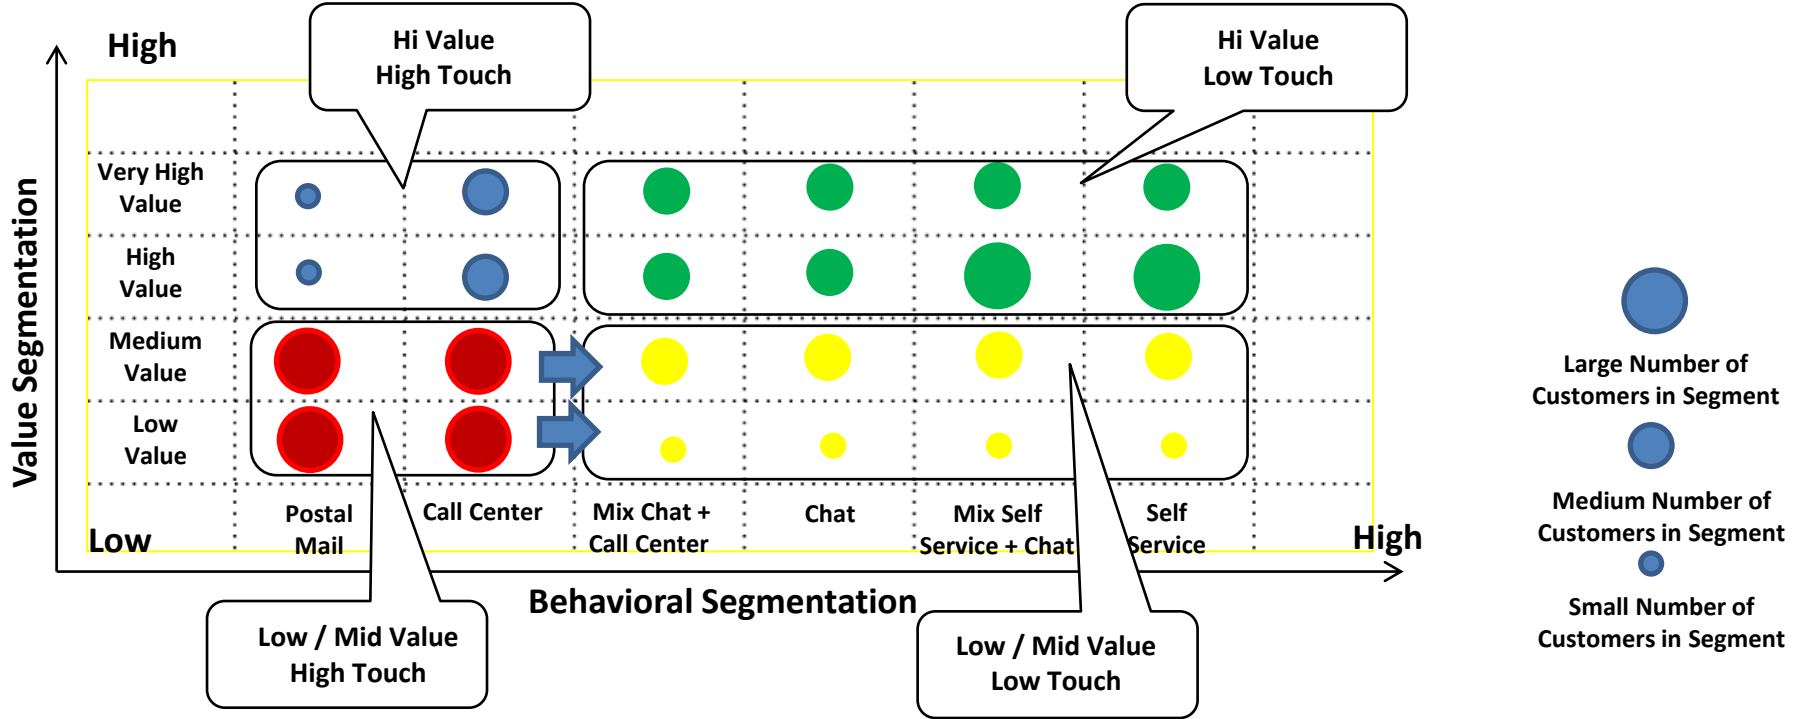 High
Hi Value
High Touch
Hi Value
Low Touch
Value Segmentation
Very High
Value
High
Value
Medium
Value
Low
Value
Low
Postal
Mail
Call Center
Mix Chat +
Call Center
Chat
Mix Self
Service + Chat
Self
Service
High
Behavioral Segmentation
Low / Mid Value
High Touch
Low / Mid Value
Low Touch
Large Number of
Customers in Segment
Medium Number of
Customers in Segment
Small Number of
Customers in Segment